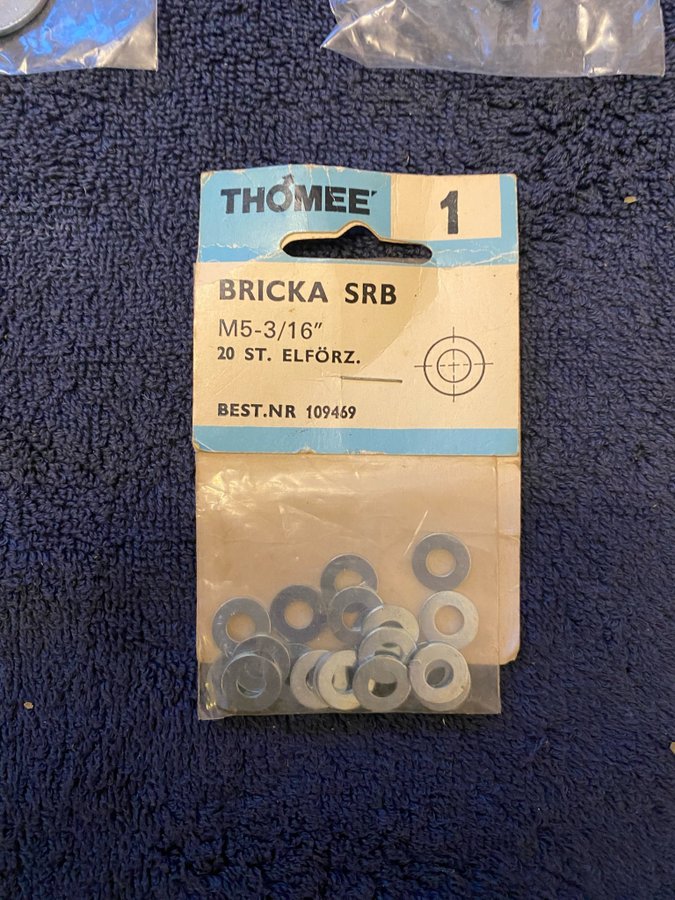 THOMEE
1
BRICKA SRB
M5-3/16"
20 ST. ELFÖRZ.
BEST.NR 109469